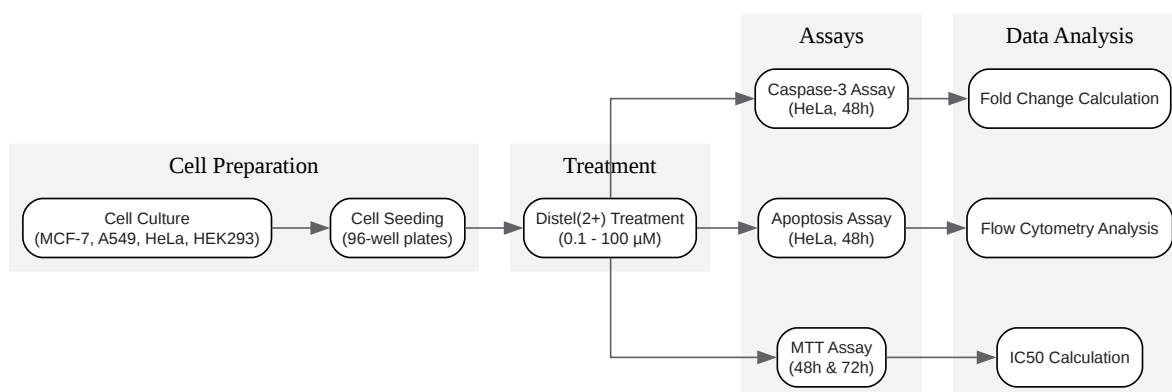 Cell Preparation
Cell Culture
(MCF-7, A549, HeLa, HEK293)
Cell Seeding
(96-well plates)
Treatment
Distel(2+) Treatment
(0.1 - 100 µM)
Assays
Caspase-3 Assay
(HeLa, 48h)
Apoptosis Assay
(HeLa, 48h)
MTT Assay
(48h & 72h)
Data Analysis
Fold Change Calculation
Flow Cytometry Analysis
IC50 Calculation